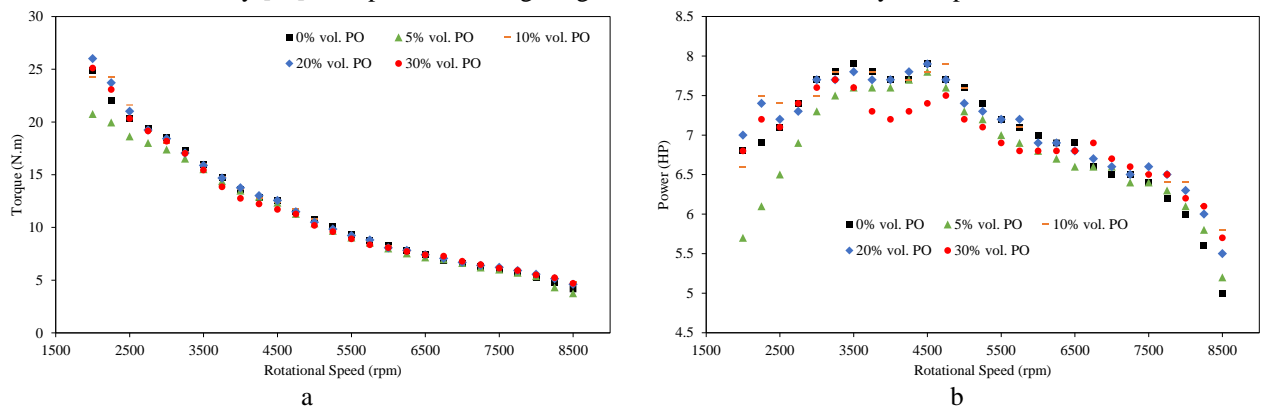 30
25
20
15
10
5
0
Torque (N.m)
0% vol. PO
5% vol. PO
10% vol. PO
20% vol. PO
30% vol. PO
1500 2500 3500 4500 5500 6500 7500 8500
Rotational Speed (rpm)
a
8.5
8
7.5
7
6.5
6
5.5
5
4.5
Power (HP)
0% vol. PO
5% vol. PO
10% vol. PO
20% vol. PO
30% vol. PO
1500 2500 3500 4500 5500 6500 7500 8500
Rotational Speed (rpm)
b